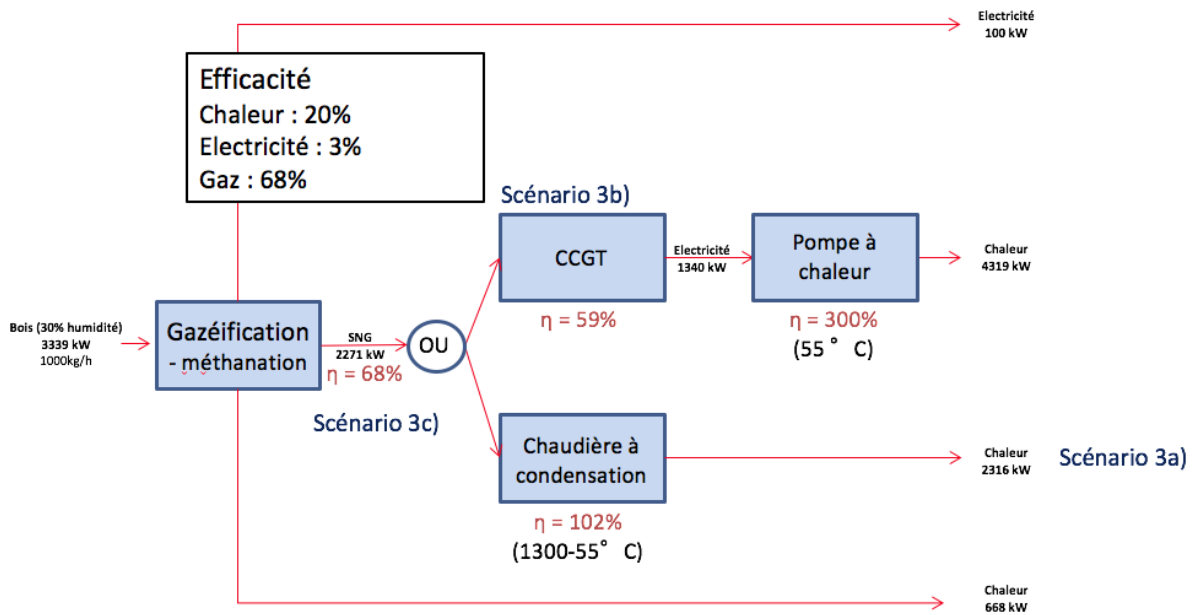 Electricité
100 kW
Efficacité
Chaleur : 20%
Electricité : 3%
Gaz : 68%
Scénario 3b)
CCGT
Electricité
1340 kW
Pompe à
chaleur
Chaleur
4319 kW
η = 59%
η = 300%
(55 ° C)
Bois (30% humidité)
3339 kW
1000kg/h
Gazéification
- méthanation
SNG
2271 kW
η = 68%
OU
Scénario 3c)
Chaudière à
condensation
Chaleur
2316 kW
Scénario 3a)
η = 102%
(1300-55° C)
Chaleur
668 kW